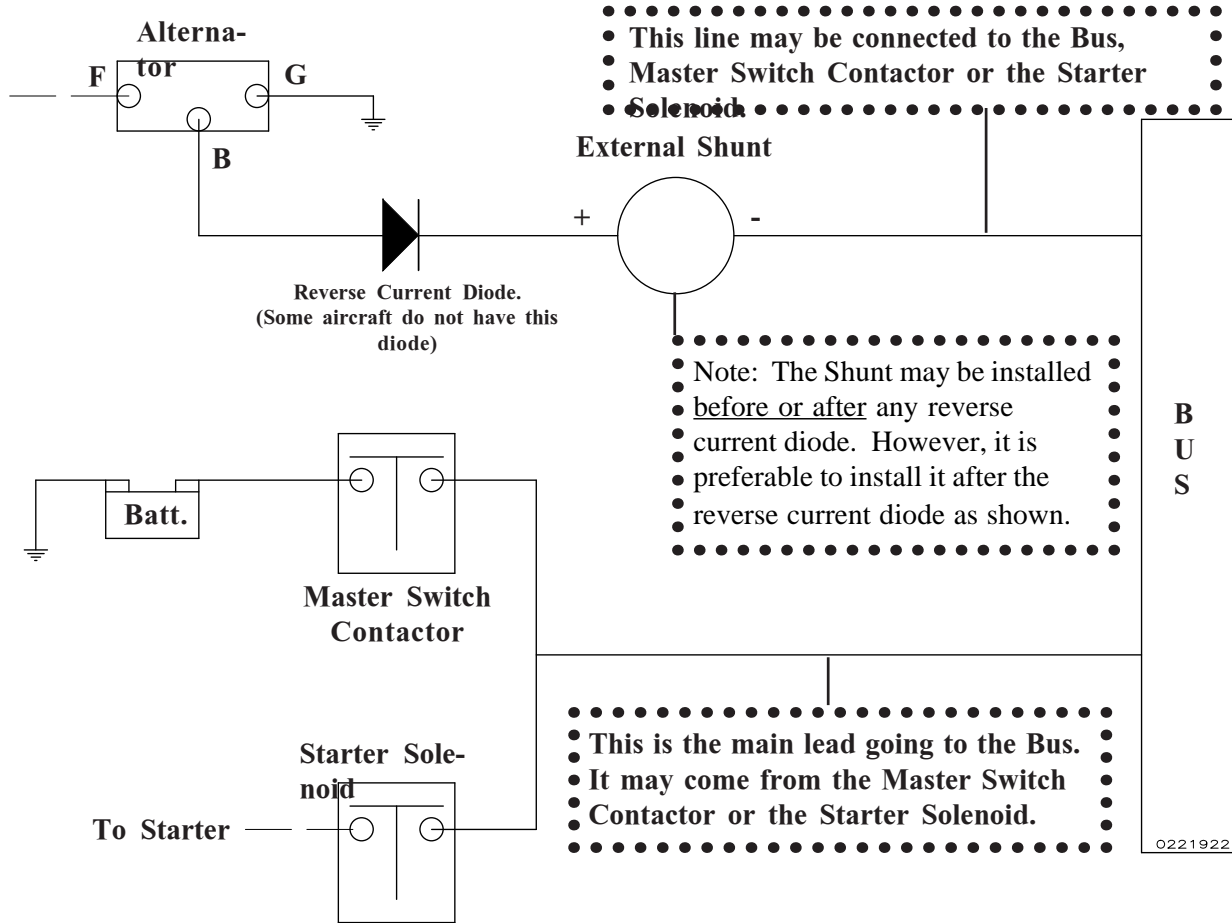 Alterna-
tor
F
G
B
This line may be connected to the Bus,
Master Switch Contactor or the Starter
Solenoid.
External Shunt
+
-
Reverse Current Diode.
(Some aircraft do not have this
diode)
Note: The Shunt may be installed
before or after any reverse
current diode. However, it is
preferable to install it after the
reverse current diode as shown.
B
U
S
Batt.
Master Switch
Contactor
This is the main lead going to the Bus.
It may come from the Master Switch
Contactor or the Starter Solenoid.
Starter Sole-
noid
To Starter
0221922